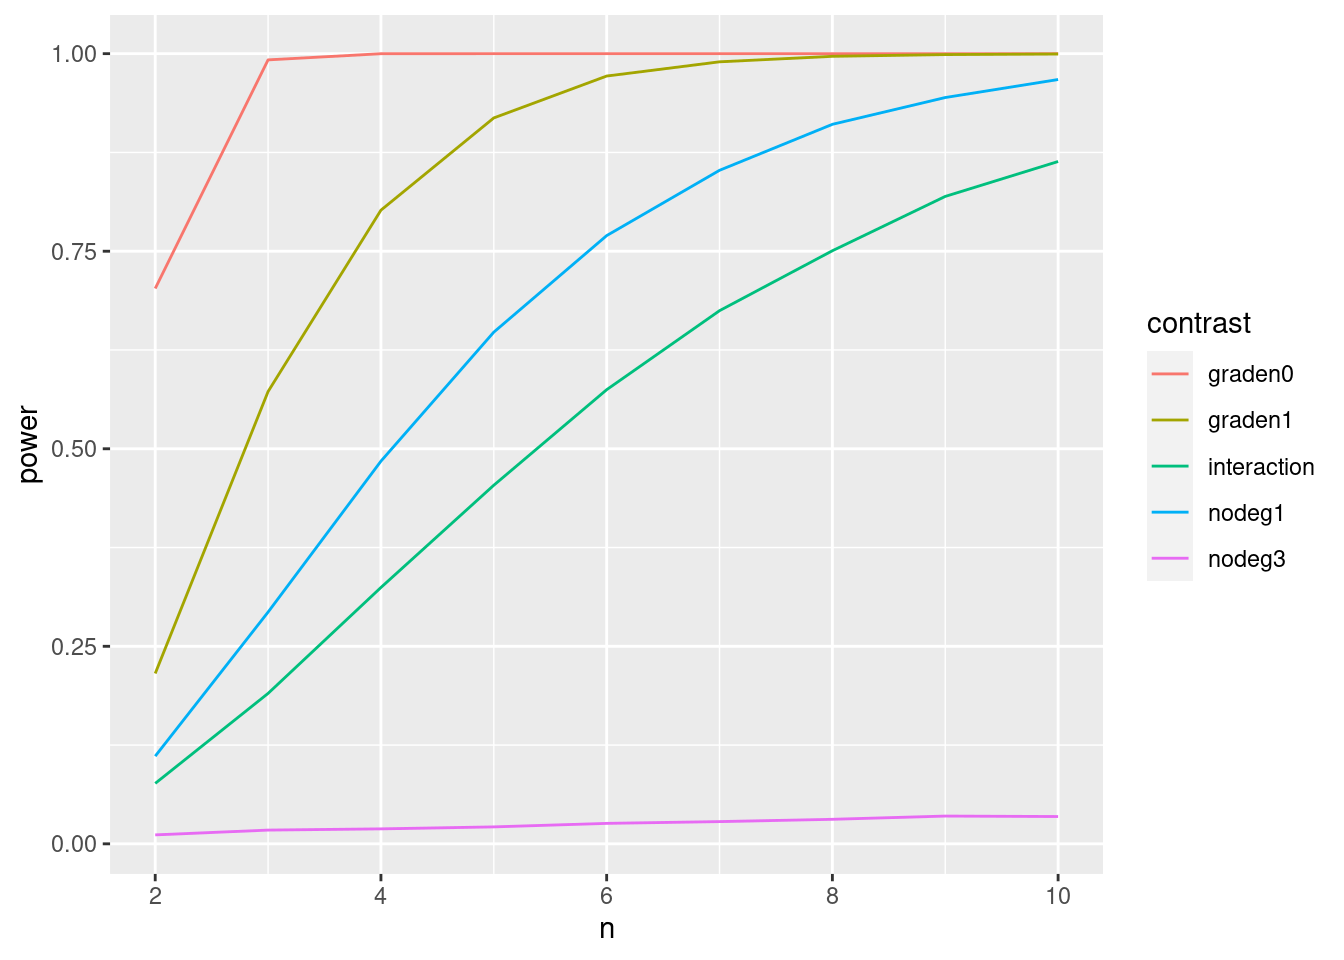 1.00
0.75
0.50
0.25
0.00
power
2 4 6 8 10
n
contrast
graden0
graden1
interaction
nodeg1
nodeg3